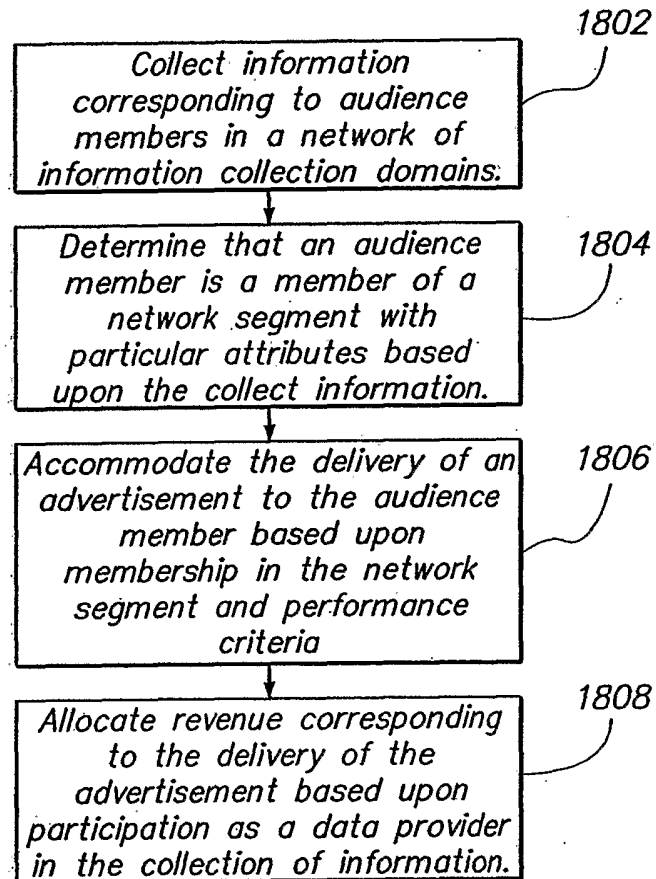 1802
Collect information
corresponding to audience
members in a network of
information collection domains.
1804
Determine that an audience
member is a member of a
network segment with
particular attributes based
upon the collect information.
1806
Accommodate the delivery of an
advertisement to the audience
member based upon
membership in the network
segment and performance
criteria
1808
Allocate revenue corresponding
to the delivery of the
advertisement based upon
participation as a data provider
in the collection of information.